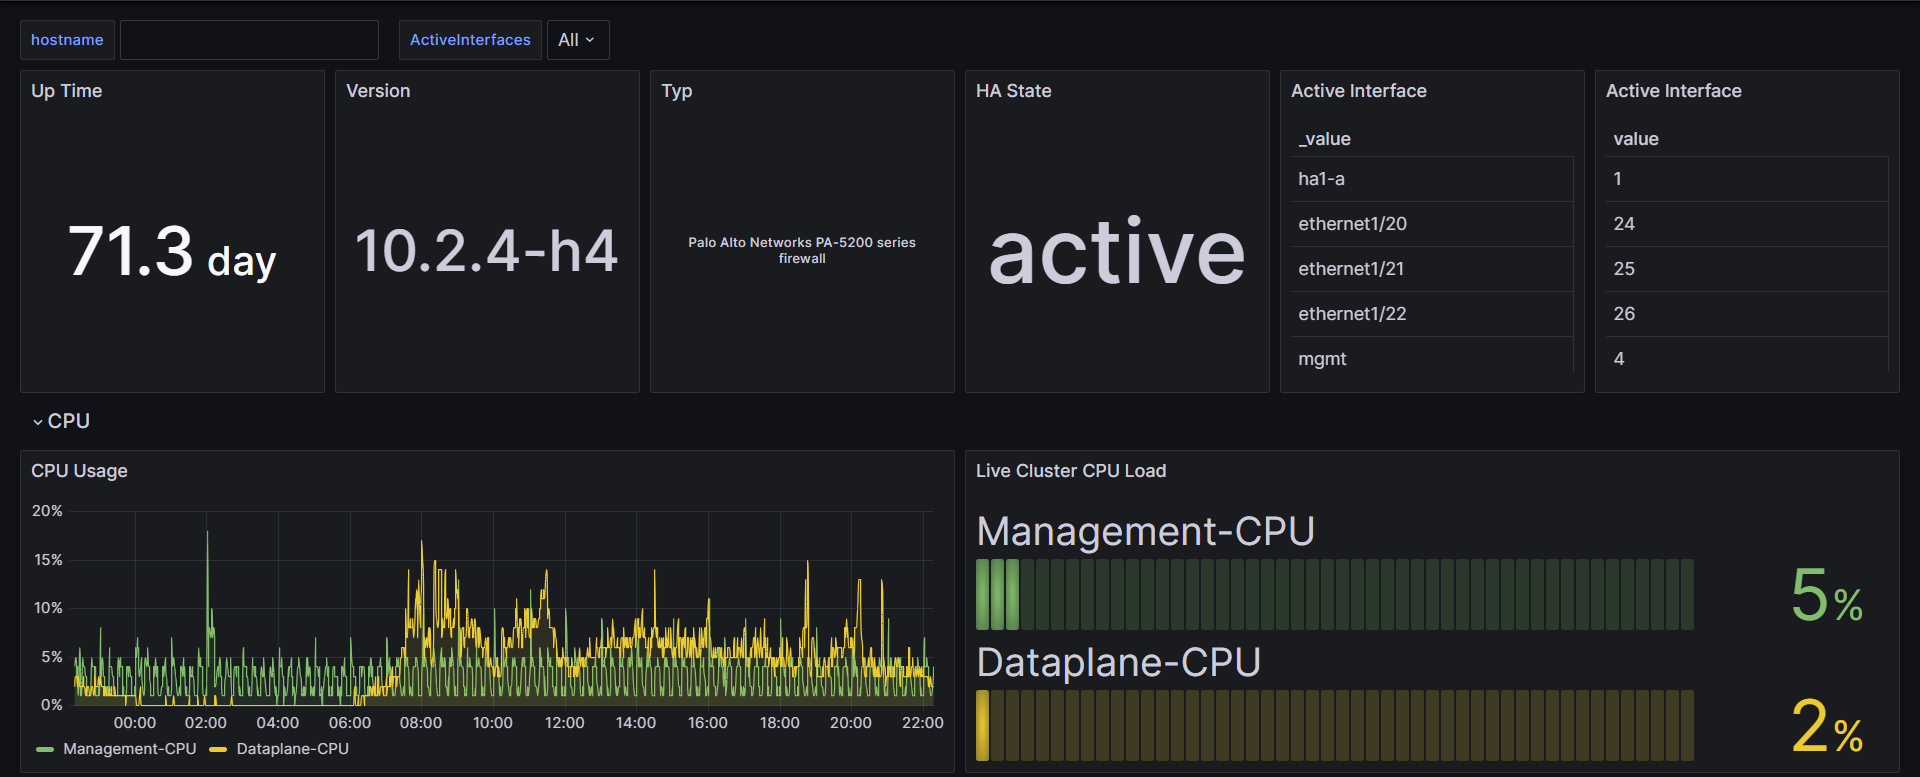 hostname
ActiveInterfaces
All
Up Time
Version
Typ
HA State
Active Interface
Active Interface
71.3 day
10.2.4-h4
Palo Alto Networks PA-5200 series
firewall
active
_value
ha1-a
ethernet1/20
ethernet1/21
ethernet1/22
mgmt
value
1
24
25
26
4
CPU
CPU Usage
20%
15%
10%
5%
0%
00:00 02:00 04:00 06:00 08:00 10:00 12:00 14:00 16:00 18:00 20:00 22:00
Management-CPU Dataplane-CPU
Live Cluster CPU Load
Management-CPU
5%
Dataplane-CPU
2%